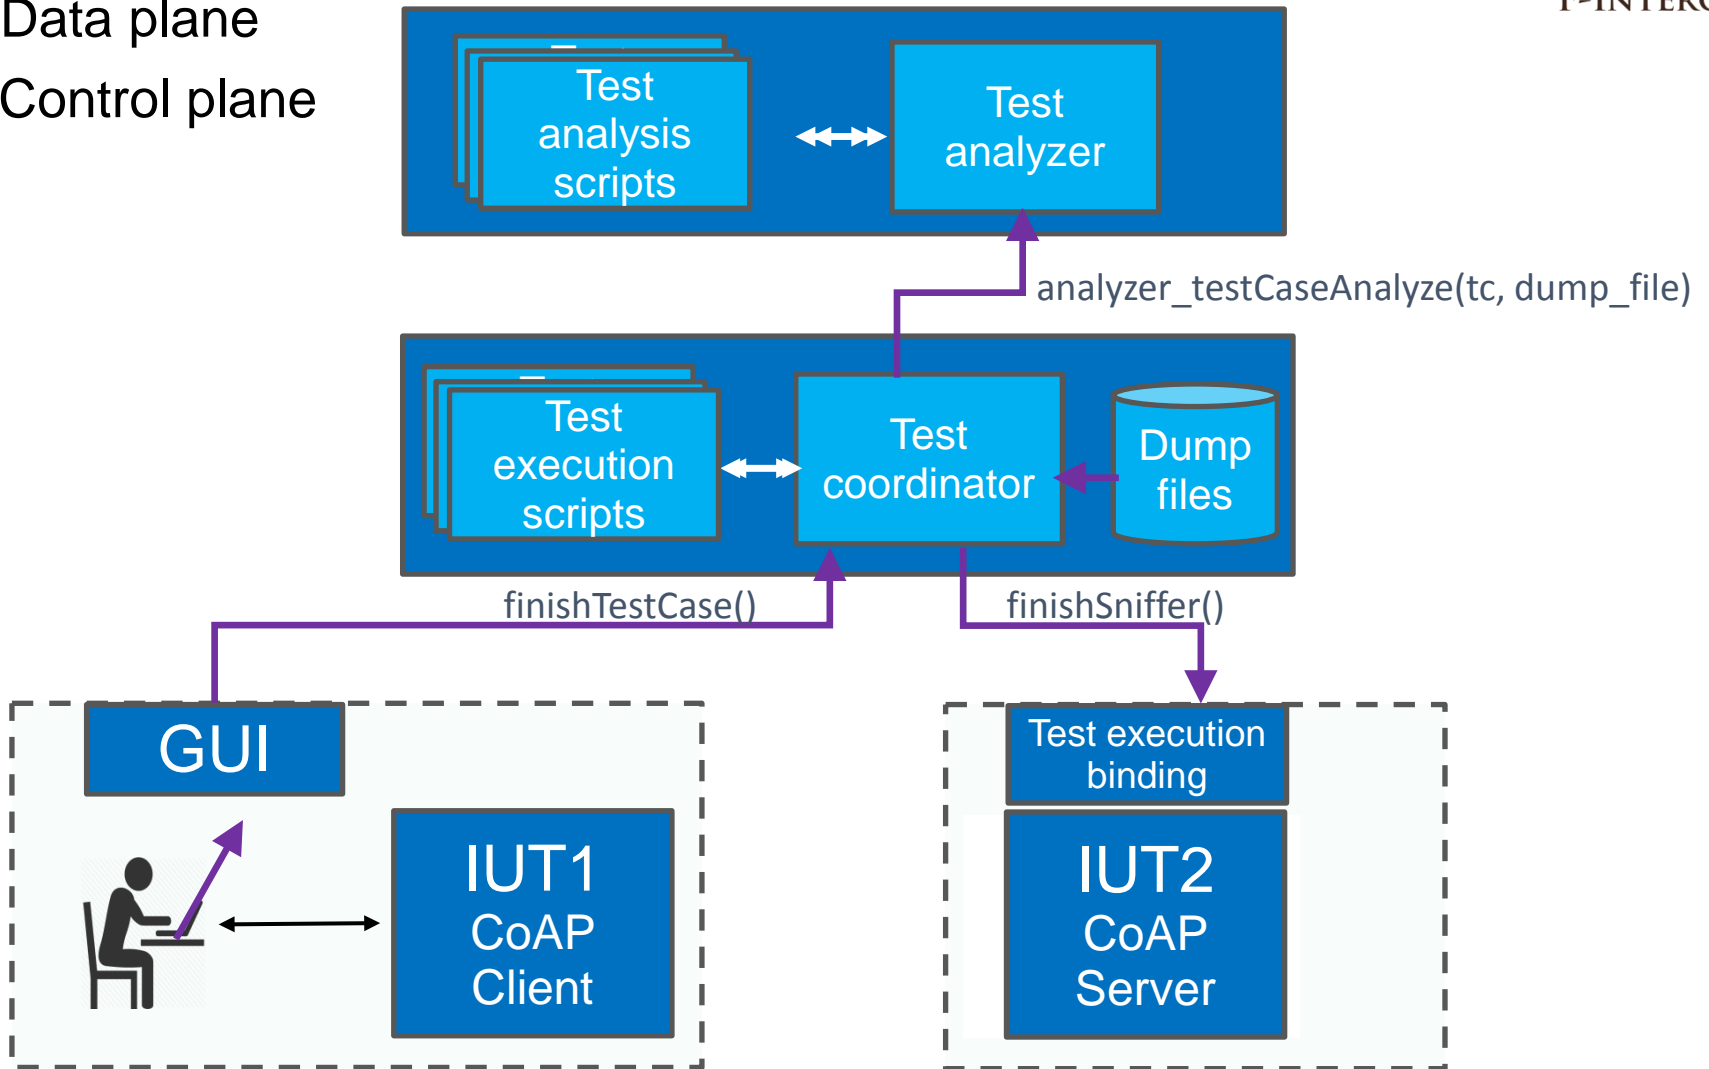 Data plane
Control plane
Test
analysis
scripts
Test
analyzer
analyzer_testCaseAnalyze(tc, dump_file)
Test
execution
scripts
Test
coordinator
Dump
files
finishTestCase()
finishSniffer()
GUI
Test execution
binding
IUT1
CoAP
Client
IUT2
CoAP
Server